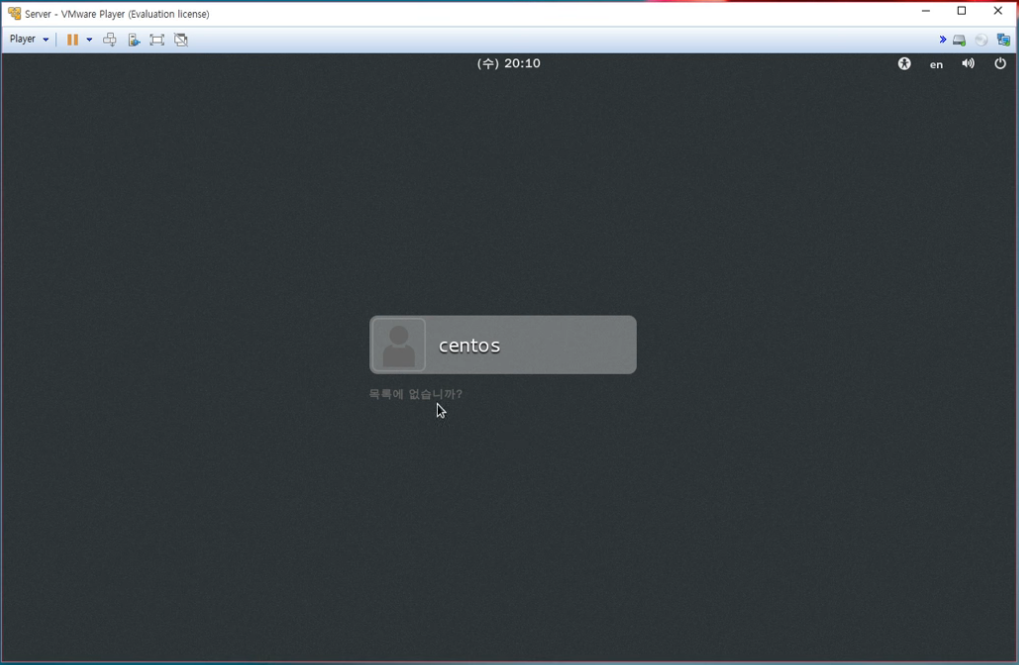 Server - VMware Player (Evaluation license)
Player
(수) 20:10
en
centos
목록에 없습니까?